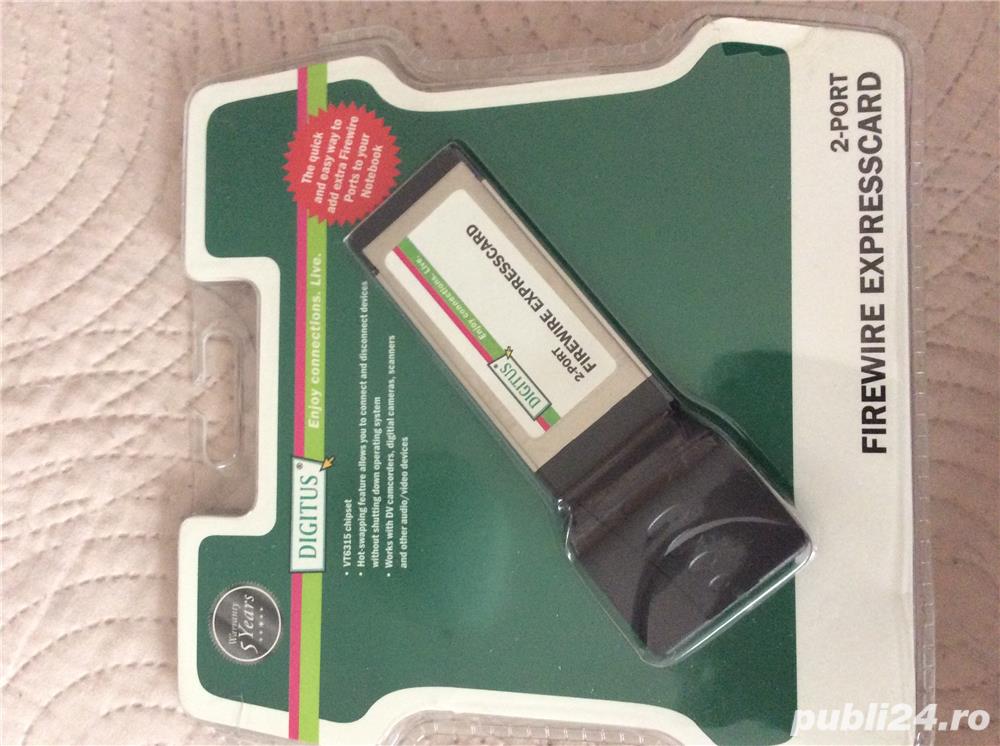 Warranty
5 Years
DIGITUS®
Enjoy connections. Live.
The quick
and easy way to
add extra Firewire
Ports to your
Notebook
• VT6315 chipset
• Hot-swapping feature allows you to connect and disconnect devices
without shutting down operating system
• Works with DV camcorders, digitial cameras, scanners
and other audio/video devices
DIGITUS®
Enjoy connections. Live.
2-PORT
FIREWIRE EXPRESSCARD
2-PORT
FIREWIRE EXPRESSCARD
publi24.ro